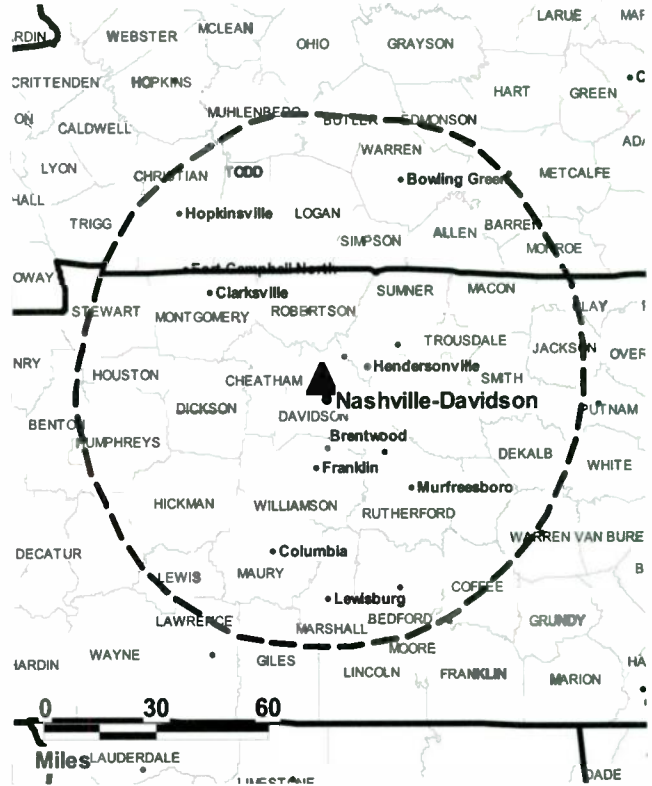 LARUE
MCLEAN
WEBSTER
OHIO
GRAYSON
CRITTENDEN
HOPKINS
HART
GREEN
MUHLENBERG
BUTLER
EDMONSON
CALDWELL
WARREN
LYON
CHRISTIAN
TODD
METCALFE
Bowling Green
Hopkinsville
LOGAN
TRIGG
ALLEN
BARREN
SIMPSON
MONROE
Fort Campbell North
Clarksville
SUMNER
MACON
STEWART
MONTGOMERY
ROBERTSON
CLAY
TROUSDALE
JACKSON
Hendersonville
HOUSTON
CHEATHAM
SMITH
Nashville-Davidson
DICKSON
DAVIDSON
PUTNAM
BENTON
Brentwood
HUMPHREYS
DEKALB
Franklin
WHITE
Murfreesboro
HICKMAN
WILLIAMSON
RUTHERFORD
WARREN VAN BURE
DECATUR
Columbia
LEWIS
MAURY
COFFEE
Lewisburg
LAWRENCE
BEDFORD
GRUNDY
MARSHALL
MOORE
WAYNE
GILES
LINCOLN
FRANKLIN
MARION
0 30 60
Miles
LAUDERDALE
DADE
LIMESTONE